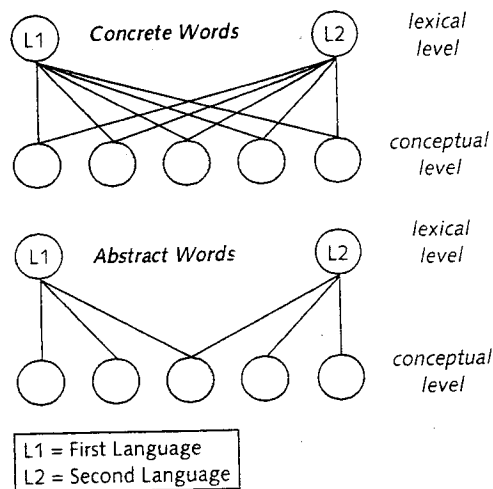 L1
Concrete Words
L2
lexical
level
conceptual
level
L1
Abstract Words
L2
lexical
level
conceptual
level
L1 = First Language
L2 = Second Language